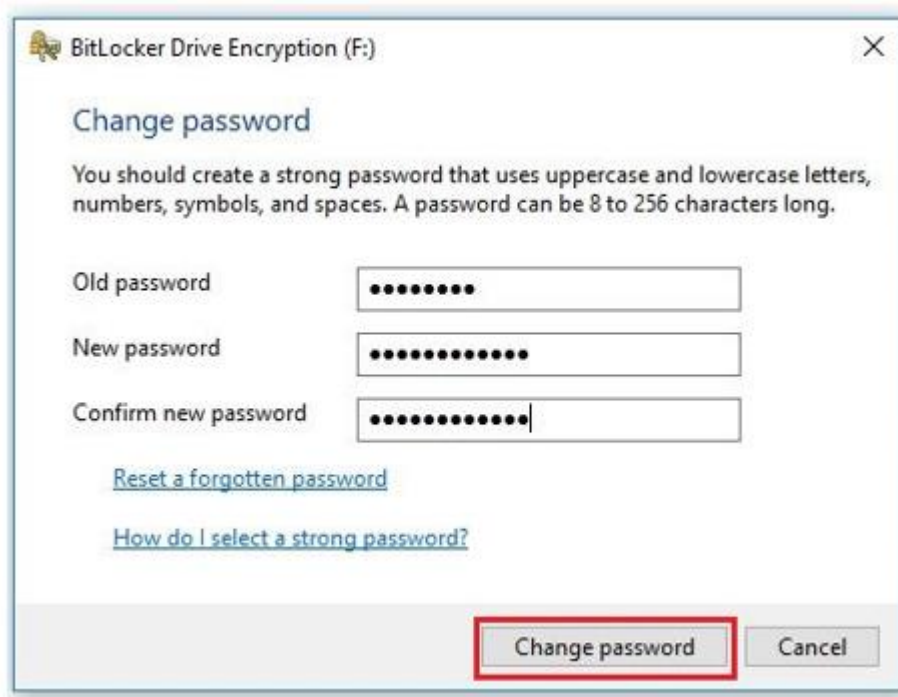 BitLocker Drive Encryption (F:)
Change password
You should create a strong password that uses uppercase and lowercase letters,
numbers, symbols, and spaces. A password can be 8 to 256 characters long.
Old password ●●●●●●●●
New password ●●●●●●●●●●●●
Confirm new password ●●●●●●●●●●●●
Reset a forgotten password
How do I select a strong password?
Change password Cancel